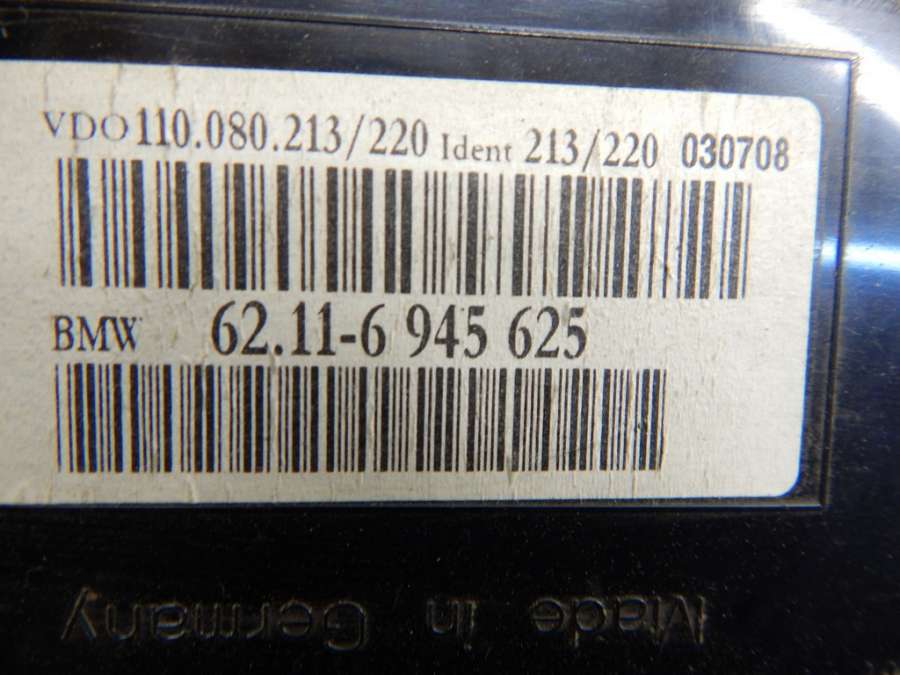 VDO 110.080.213/220 Ident 213/220 030708
BMW 62.11-6 945 625
Made in Germany